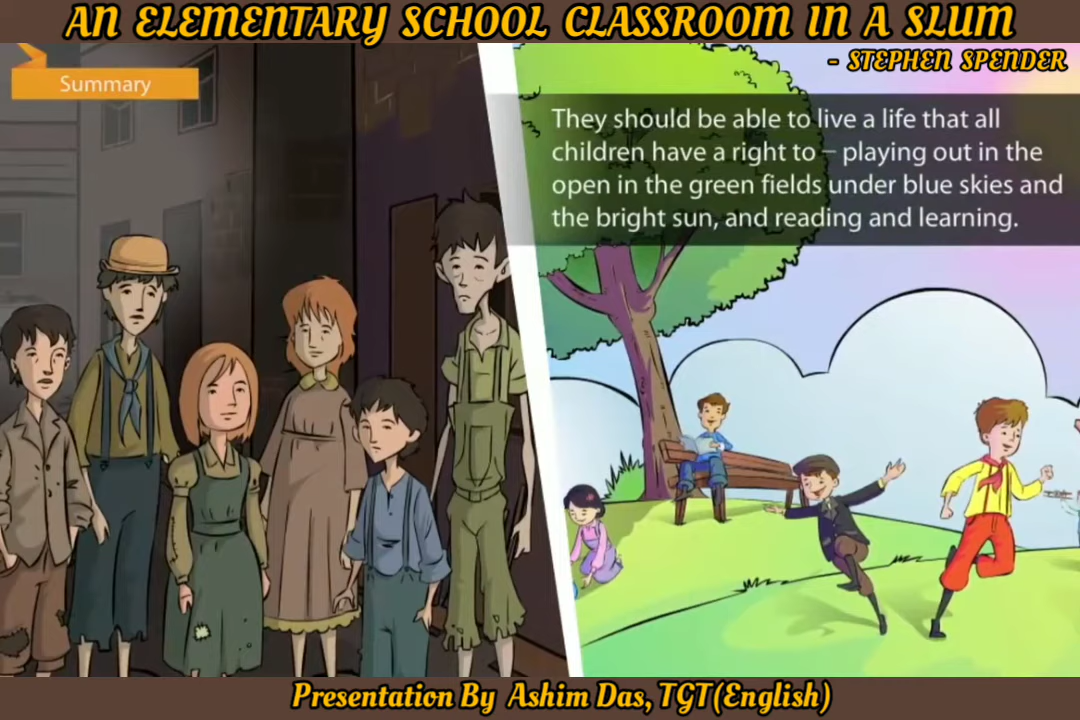 AN ELEMENTARY SCHOOL CLASSROOM IN A SLUM
- STEPHEN SPENDER
Summary
They should be able to live a life that all
children have a right to – playing out in the
open in the green fields under blue skies and
the bright sun, and reading and learning.
Presentation By Ashim Das, TGT(English)